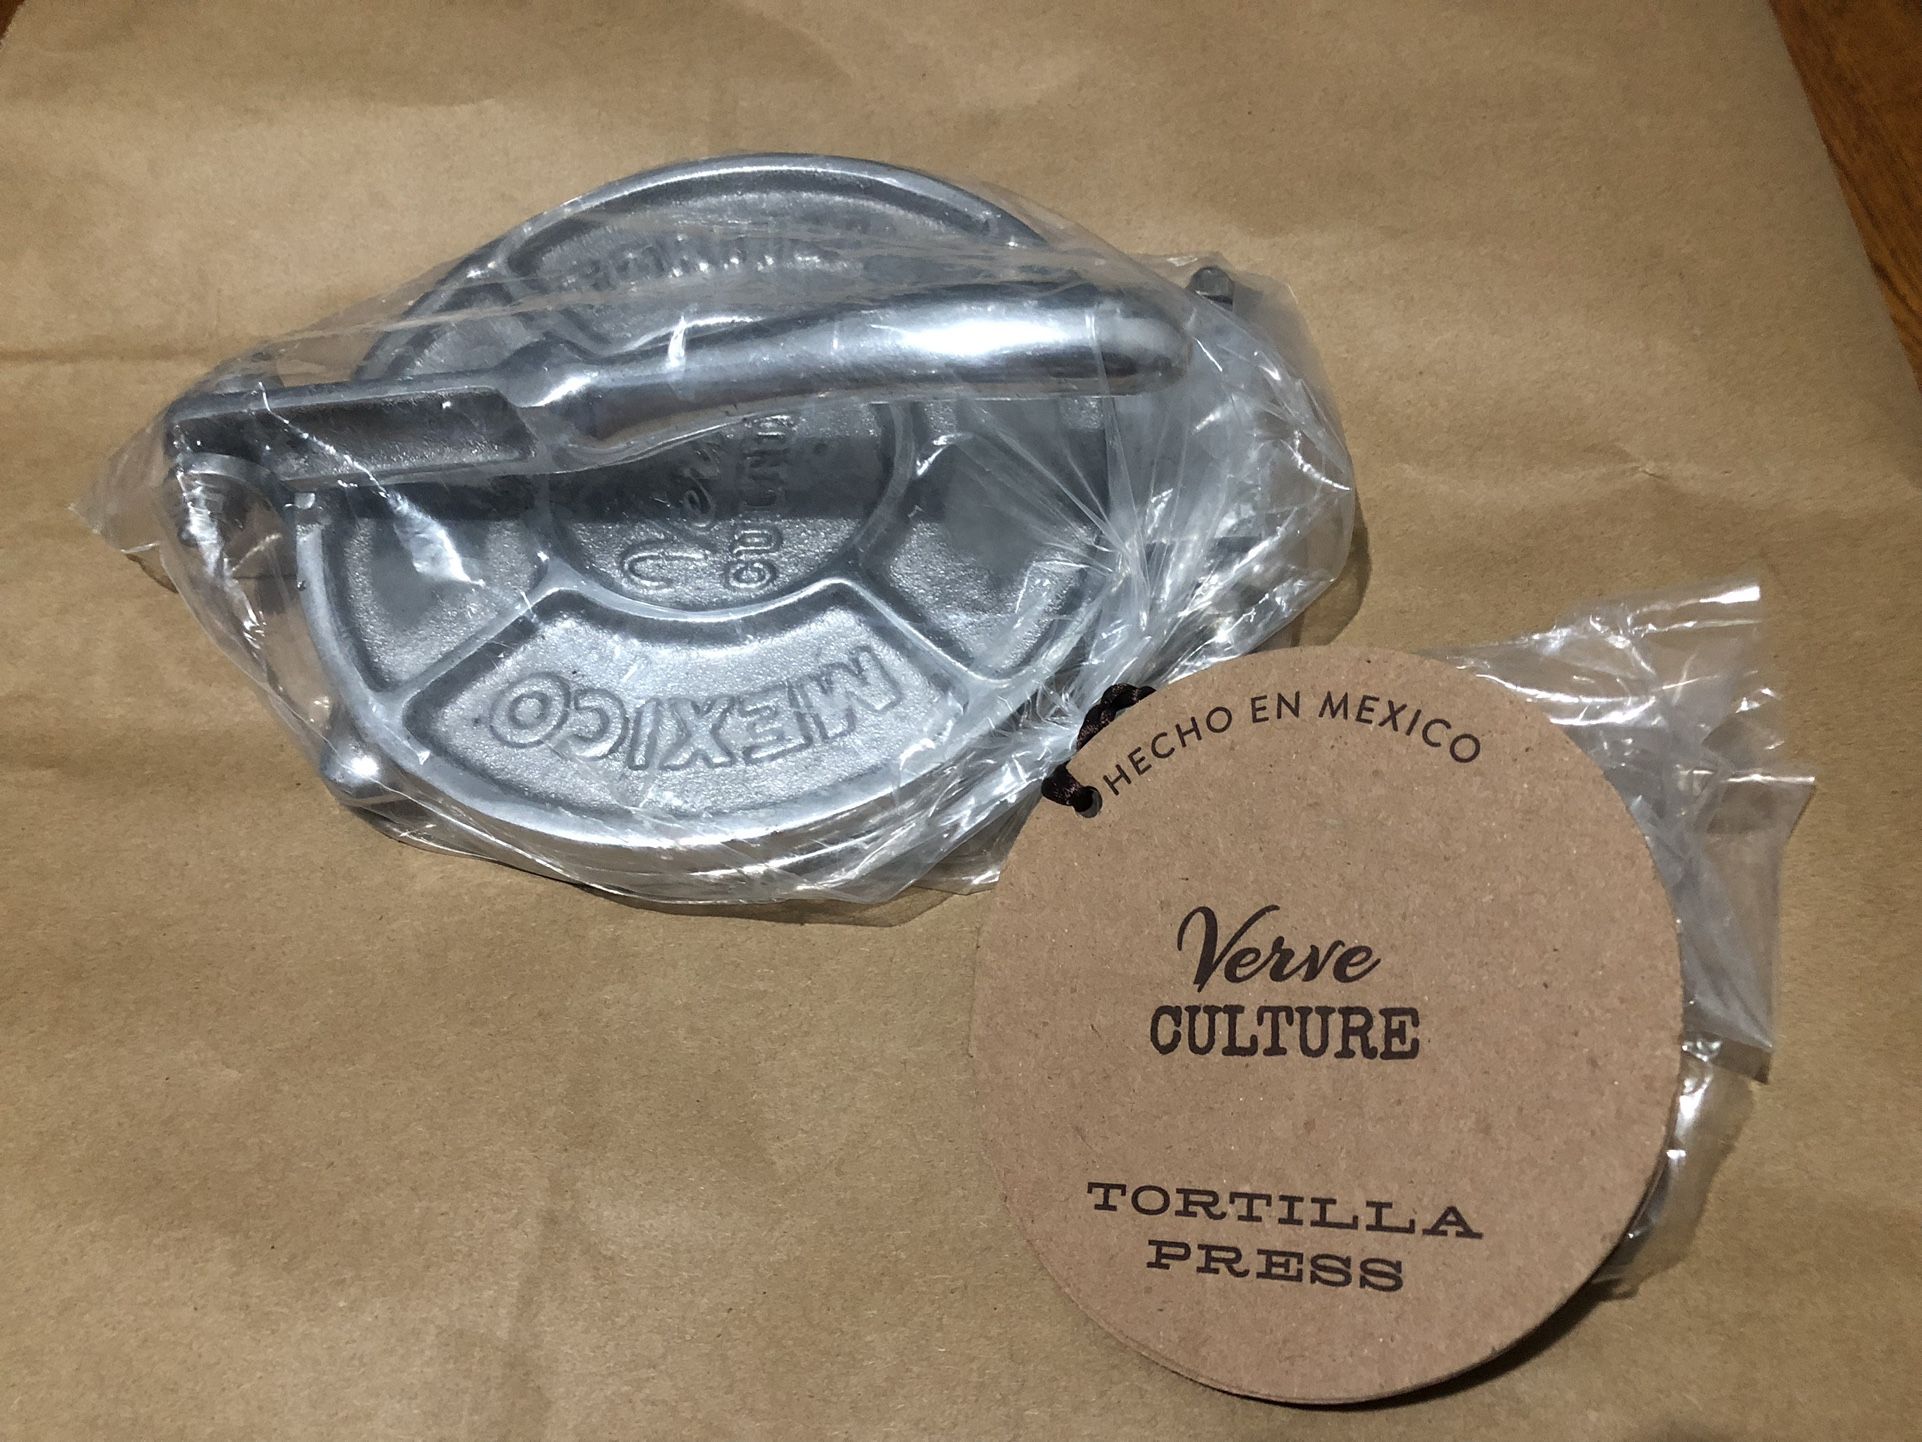 MEXICO
HECHO EN MEXICO
Verve
CULTURE
TORTILLA
PRESS